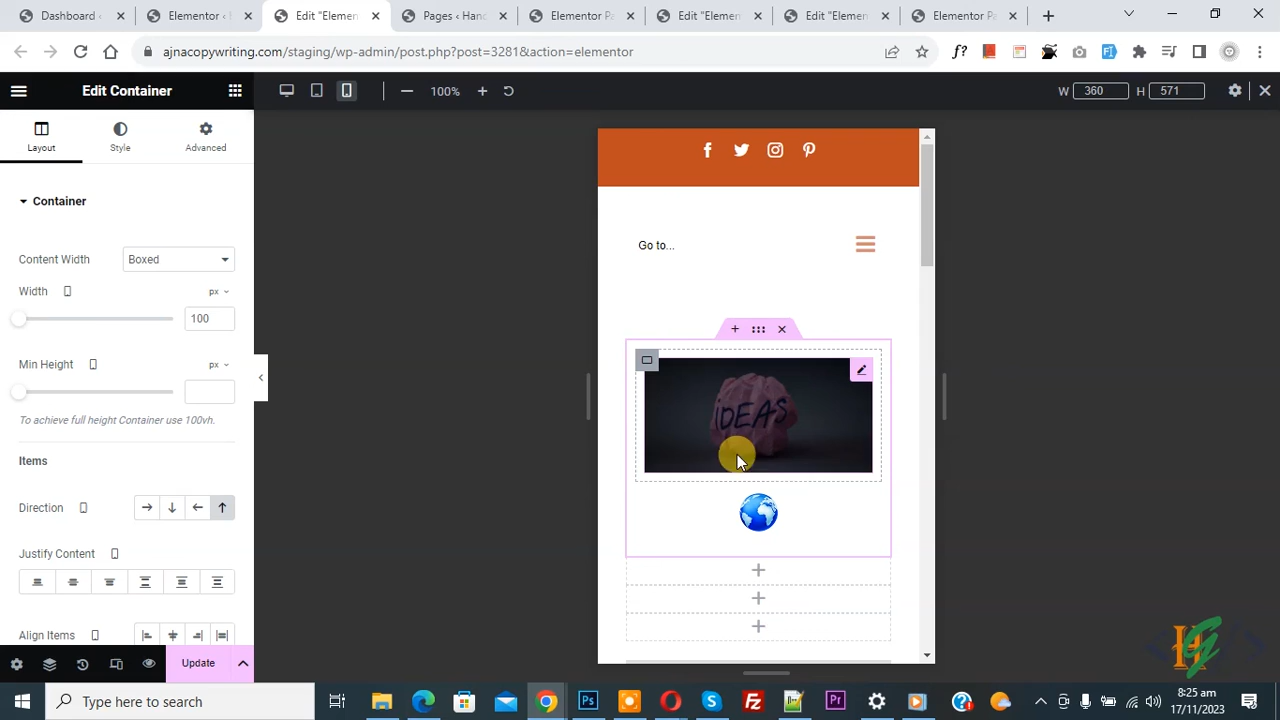 Dashboard ‹
Elementor ‹
Edit "Elemen
Pages ‹ Hand
Elementor Pa
Edit "Elemen
Edit "Elemen
Elementor Pa
ajnacopywriting.com/staging/wp-admin/post.php?post=3281&action=elementor
f?
Edit Container
100%
W 360 H 571
Layout
Style
Advanced
Container
Content Width Boxed
Width px
100
Min Height px
To achieve full height Container use 100vh.
Items
Direction
Justify Content
Align Items
Update
Go to...
IDEAS
Type here to search
8:25 am
17/11/2023